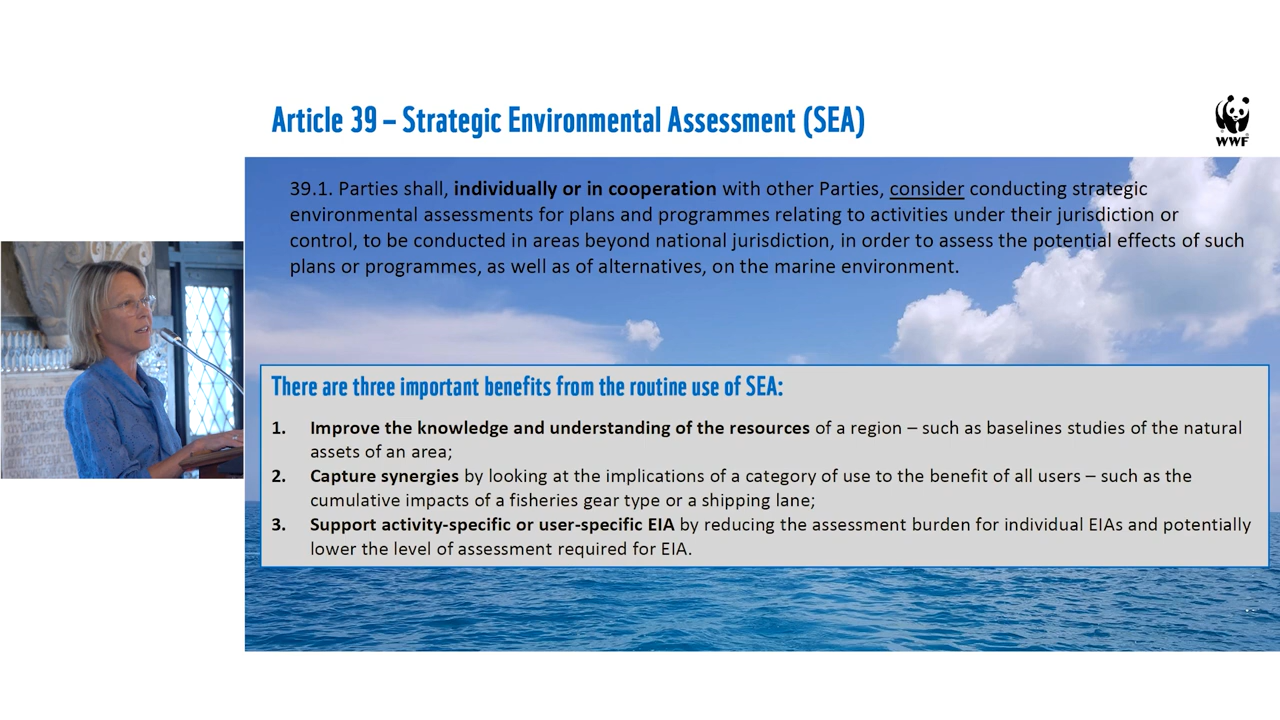 Article 39 – Strategic Environmental Assessment (SEA)
WWF
39.1. Parties shall, individually or in cooperation with other Parties, consider conducting strategic
environmental assessments for plans and programmes relating to activities under their jurisdiction or
control, to be conducted in areas beyond national jurisdiction, in order to assess the potential effects of such
plans or programmes, as well as of alternatives, on the marine environment.
There are three important benefits from the routine use of SEA:
1. Improve the knowledge and understanding of the resources of a region – such as baselines studies of the natural
assets of an area;
2. Capture synergies by looking at the implications of a category of use to the benefit of all users – such as the
cumulative impacts of a fisheries gear type or a shipping lane;
3. Support activity-specific or user-specific EIA by reducing the assessment burden for individual EIAs and potentially
lower the level of assessment required for EIA.